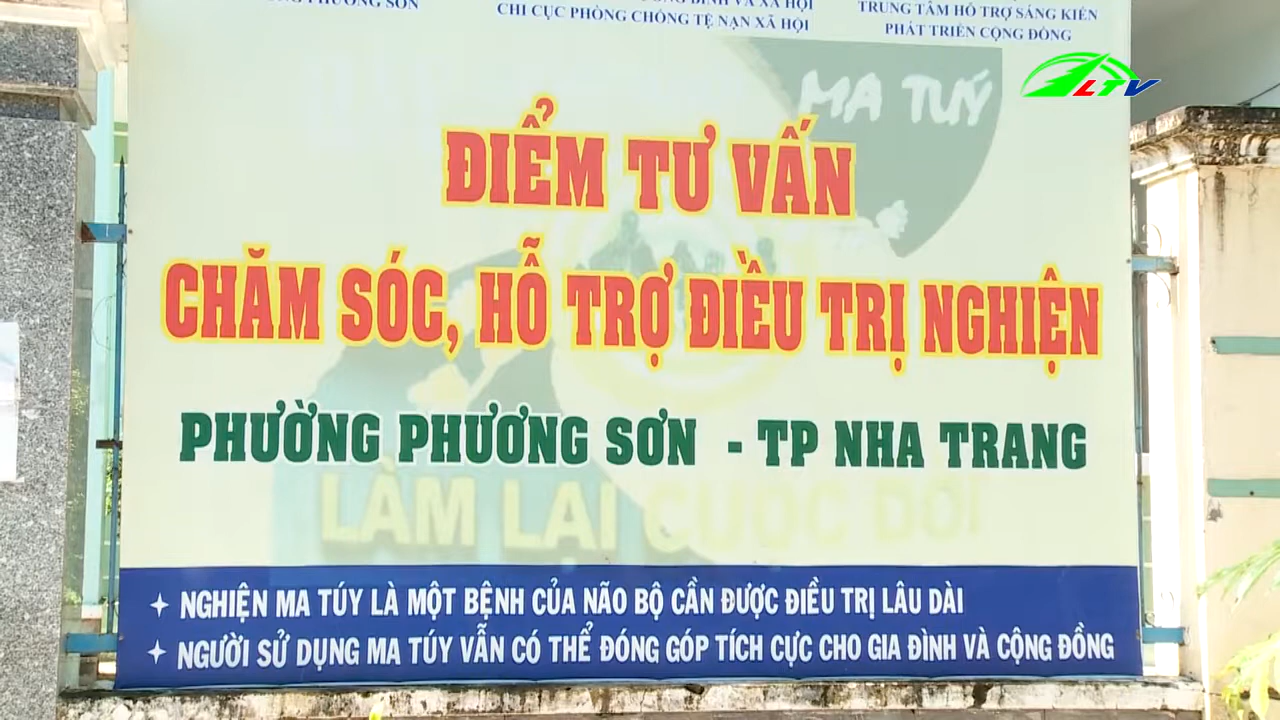 PHƯƠNG SƠN
CHI CỤC PHÒNG CHỐNG TỆ NẠN XÃ HỘI
TRUNG TÂM HỖ TRỢ SÁNG KIẾN
PHÁT TRIỂN CỘNG ĐỒNG
LTV
MA TUÝ
ĐIỂM TƯ VẤN
CHĂM SÓC, HỖ TRỢ ĐIỀU TRỊ NGHIỆN
PHƯỜNG PHƯƠNG SƠN - TP NHA TRANG
LÀM LẠI CUỘC ĐỜI
NGHIỆN MA TÚY LÀ MỘT BỆNH CỦA NÃO BỘ CẦN ĐƯỢC ĐIỀU TRỊ LÂU DÀI
NGƯỜI SỬ DỤNG MA TÚY VẪN CÓ THỂ ĐÓNG GÓP TÍCH CỰC CHO GIA ĐÌNH VÀ CỘNG ĐỒNG